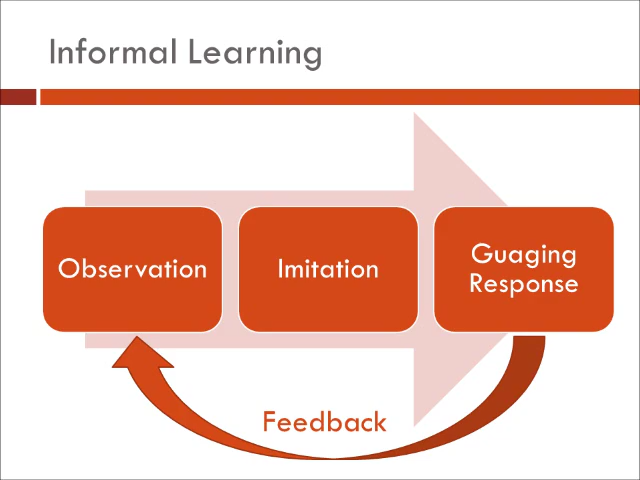 Informal Learning
Observation
Imitation
Guaging
Response
Feedback